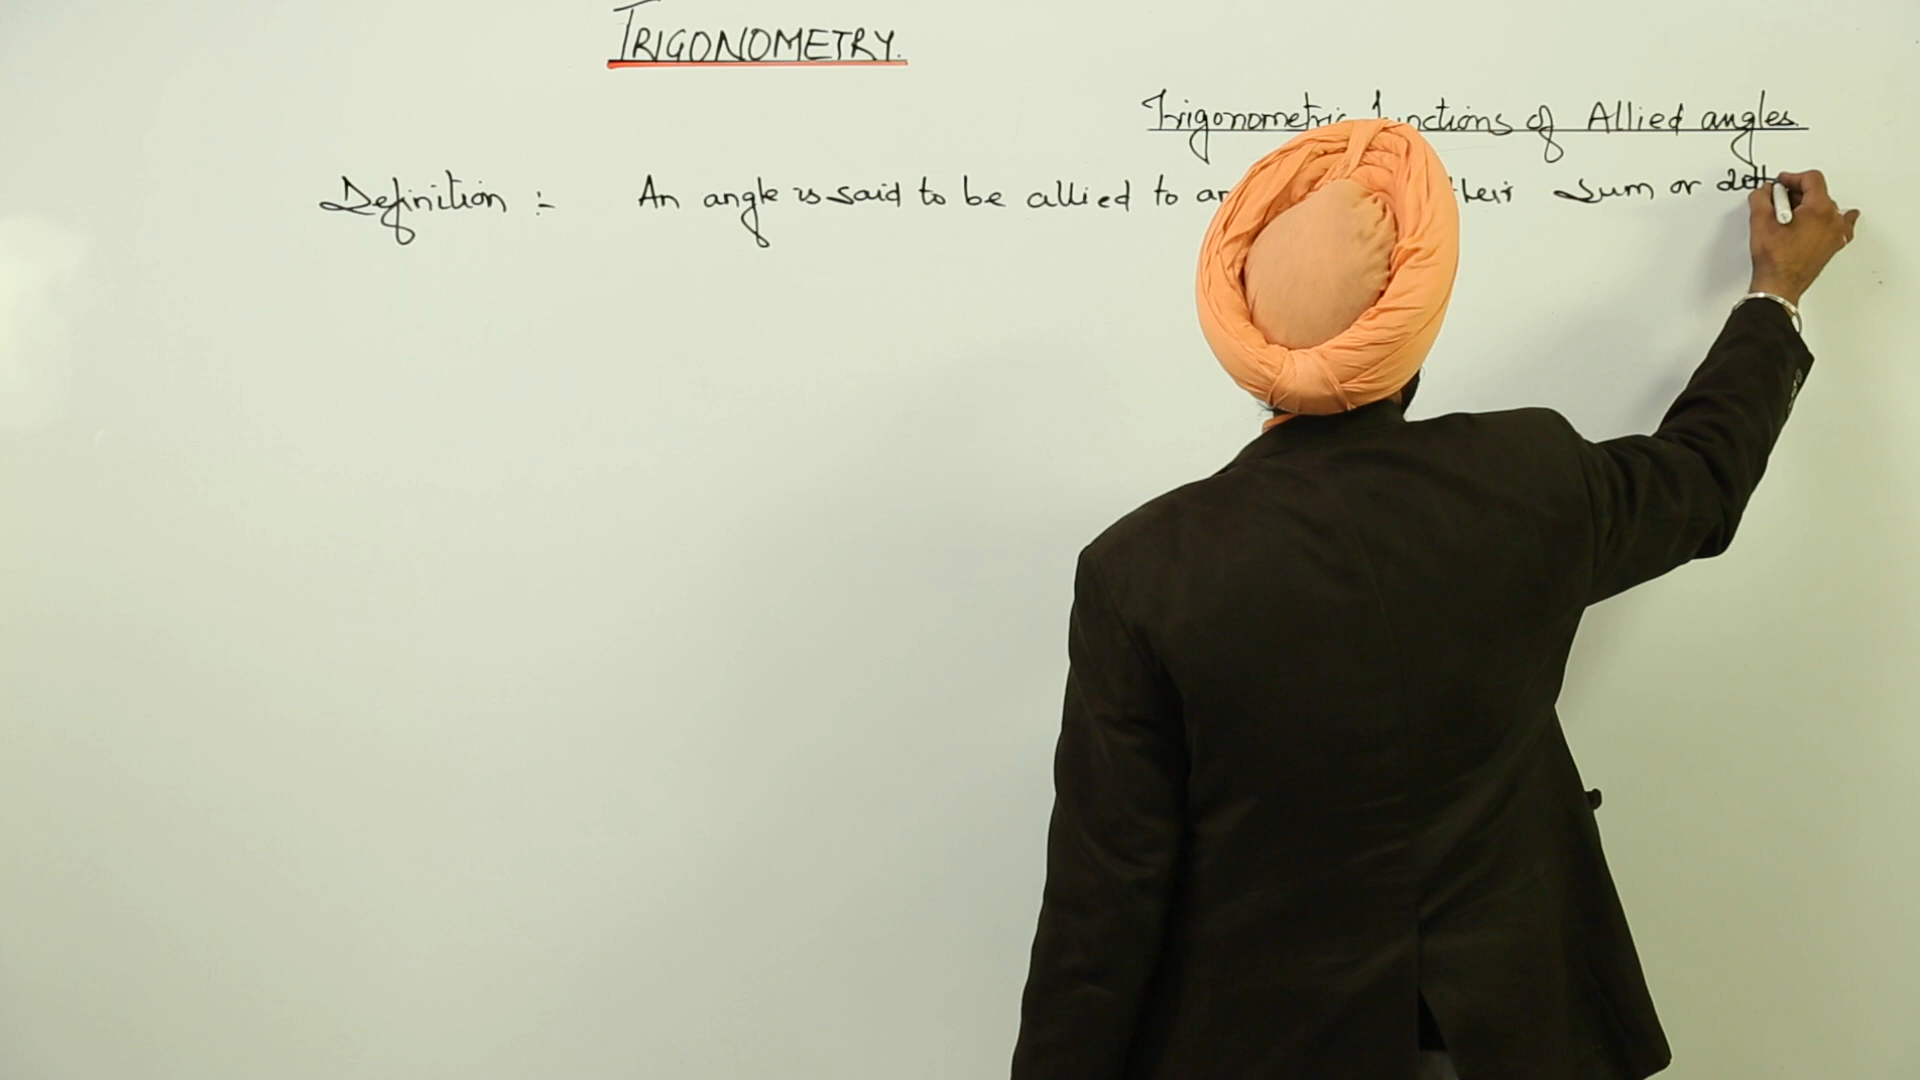 TRIGONOMETRY.
Trigonometric functions of Allied angles.
Definition :- An angle is said to be allied to an their sum or